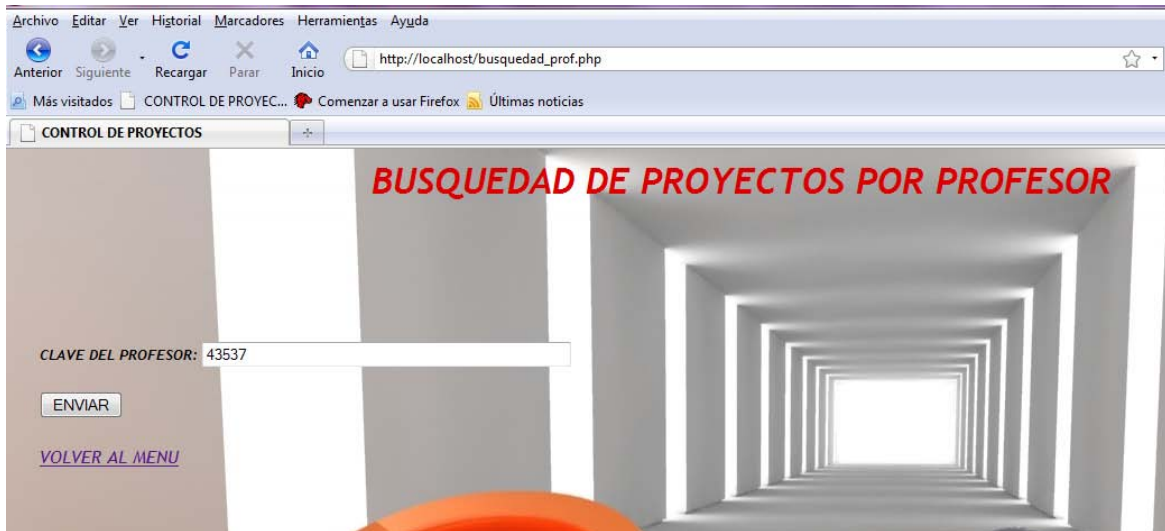 Archivo Editar Ver Historial Marcadores Herramientas Ayuda
Anterior Siguiente Recargar Parar Inicio http://localhost/busquedad_prof.php
Más visitados CONTROL DE PROYEC... Comenzar a usar Firefox Últimas noticias
CONTROL DE PROYECTOS
BUSQUEDAD DE PROYECTOS POR PROFESOR
CLAVE DEL PROFESOR: 43537
ENVIAR
VOLVER AL MENU